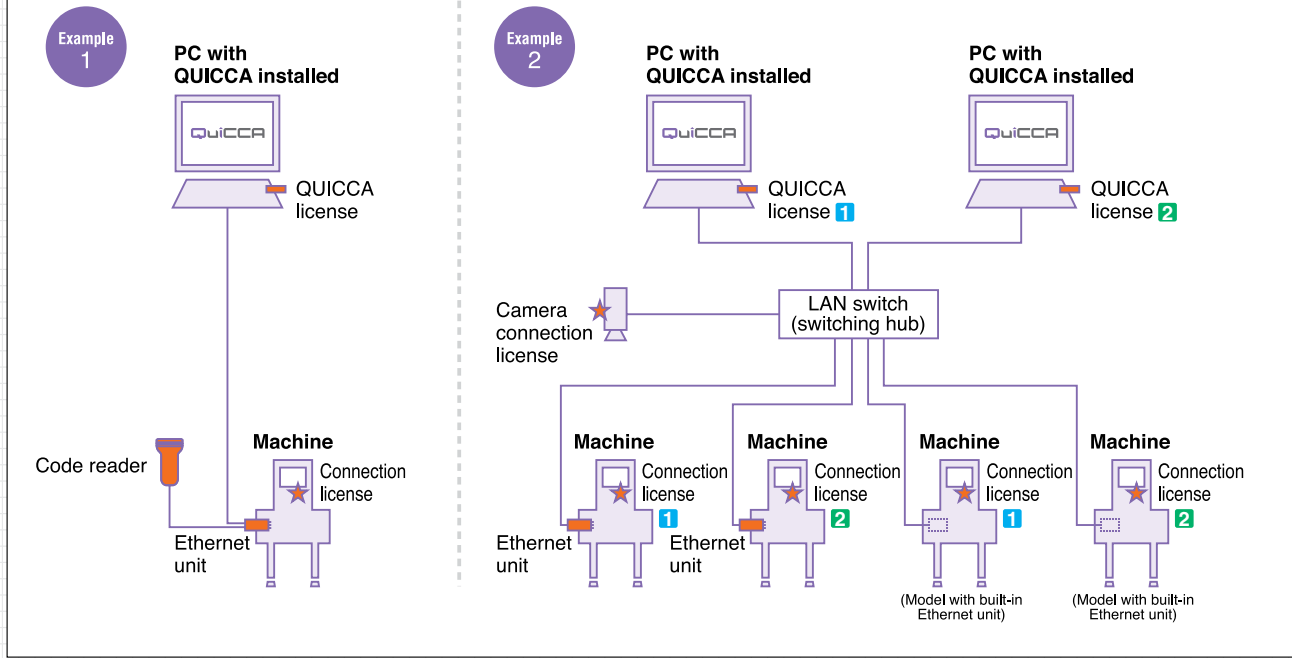 Example
1
PC with
QUICCA installed
QuiCCA
QUICCA
license
Code reader
Machine
Connection
license
Ethernet
unit
Example
2
PC with
QUICCA installed
QuiCCA
QUICCA
license 1
PC with
QUICCA installed
QuiCCA
QUICCA
license 2
Camera
connection
license
LAN switch
(switching hub)
Machine
Connection
license
1
Ethernet
unit
Machine
Connection
license
2
Ethernet
unit
Machine
Connection
license
1
(Model with built-in
Ethernet unit)
Machine
Connection
license
2
(Model with built-in
Ethernet unit)